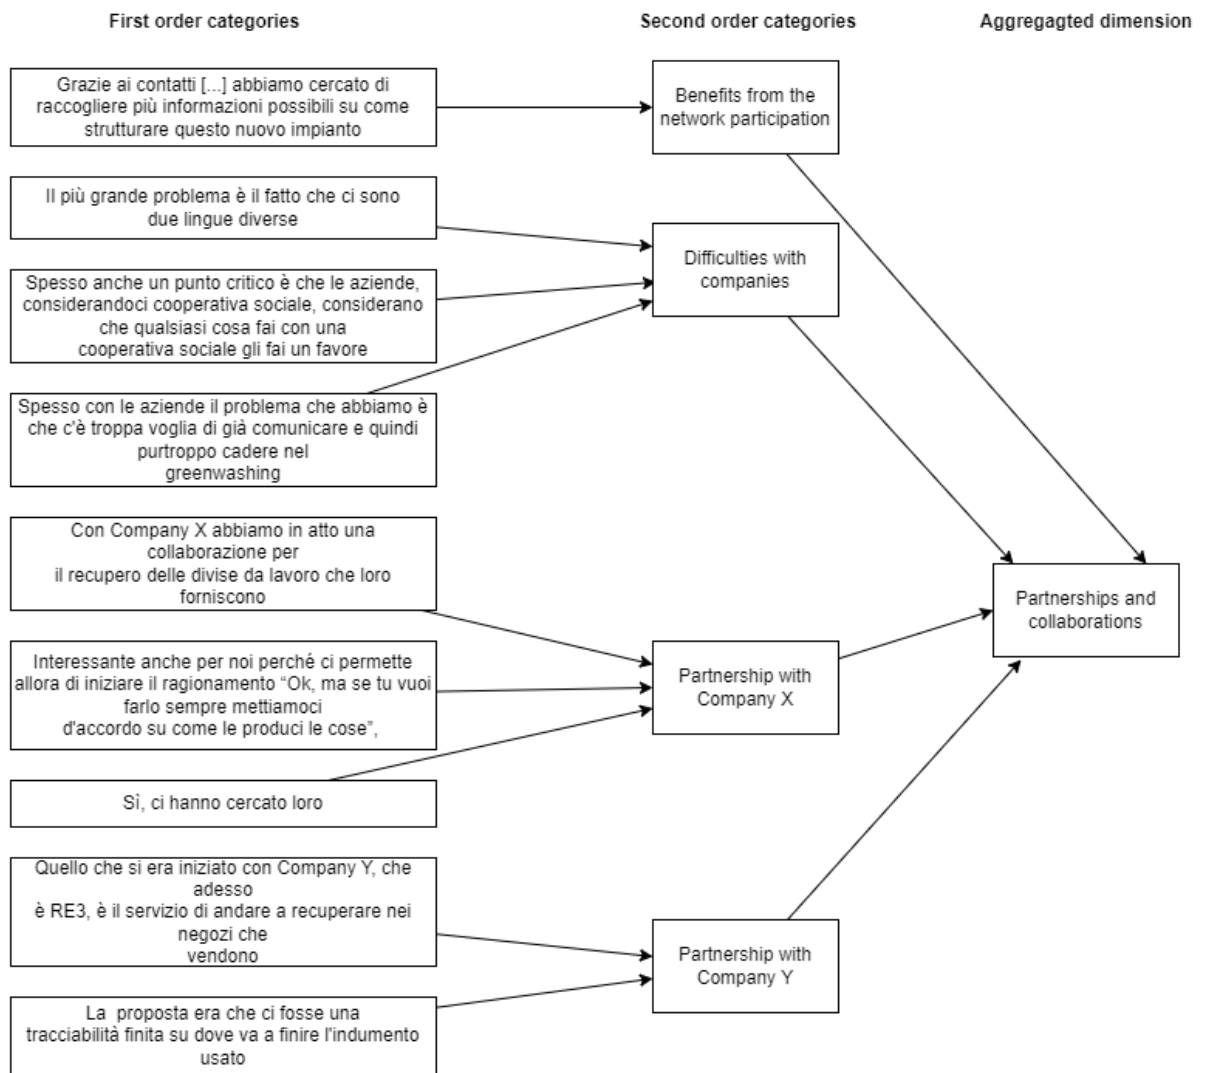 First order categories
Second order categories
Aggregagted dimension
Grazie ai contatti [...] abbiamo cercato di
raccogliere più informazioni possibili su come
strutturare questo nuovo impianto
Benefits from the
network participation
Il più grande problema è il fatto che ci sono
due lingue diverse
Difficulties with
companies
Spesso anche un punto critico è che le aziende,
considerandoci cooperativa sociale, considerano
che qualsiasi cosa fai con una
cooperativa sociale gli fai un favore
Spesso con le aziende il problema che abbiamo è
che c'è troppa voglia di già comunicare e quindi
purtroppo cadere nel
greenwashing
Con Company X abbiamo in atto una
collaborazione per
il recupero delle divise da lavoro che loro
forniscono
Partnerships and
collaborations
Interessante anche per noi perché ci permette
allora di iniziare il ragionamento “Ok, ma se tu vuoi
farlo sempre mettiamoci
d'accordo su come le produci le cose”,
Partnership with
Company X
Sì, ci hanno cercato loro
Quello che si era iniziato con Company Y, che
adesso
è RE3, è il servizio di andare a recuperare nei
negozi che
vendono
Partnership with
Company Y
La  proposta era che ci fosse una
tracciabilità finita su dove va a finire l'indumento
usato